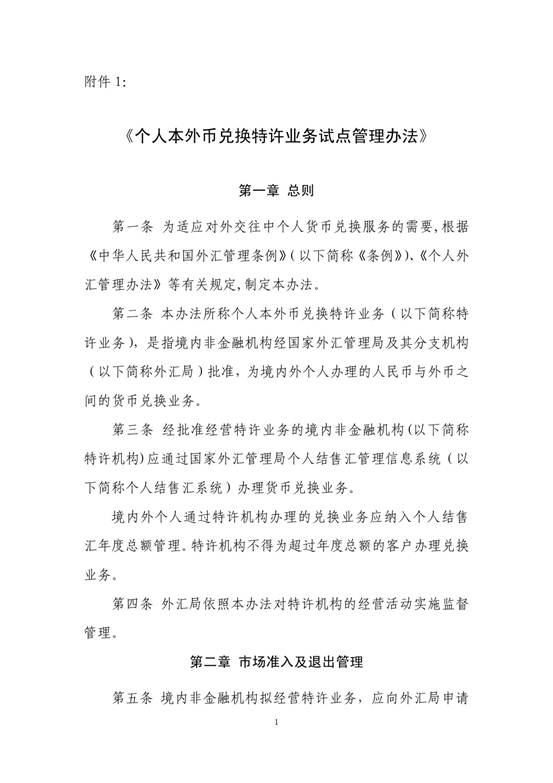 附件 1:
《个人本外币兑换特许业务试点管理办法》
第一章 总则
第一条 为适应对外交往中个人货币兑换服务的需要,根据
《中华人民共和国外汇管理条例》(以下简称《条例》)、《个人外
汇管理办法》等有关规定,制定本办法。
第二条 本办法所称个人本外币兑换特许业务（以下简称特
许业务），是指境内非金融机构经国家外汇管理局及其分支机构
（以下简称外汇局）批准，为境内外个人办理的人民币与外币之
间的货币兑换业务。
第三条 经批准经营特许业务的境内非金融机构(以下简称
特许机构)应通过国家外汇管理局个人结售汇管理信息系统（以
下简称个人结售汇系统）办理货币兑换业务。
境内外个人通过特许机构办理的兑换业务应纳入个人结售
汇年度总额管理。特许机构不得为超过年度总额的客户办理兑换
业务。
第四条 外汇局依照本办法对特许机构的经营活动实施监督
管理。
第二章 市场准入及退出管理
第五条 境内非金融机构拟经营特许业务，应向外汇局申请
1